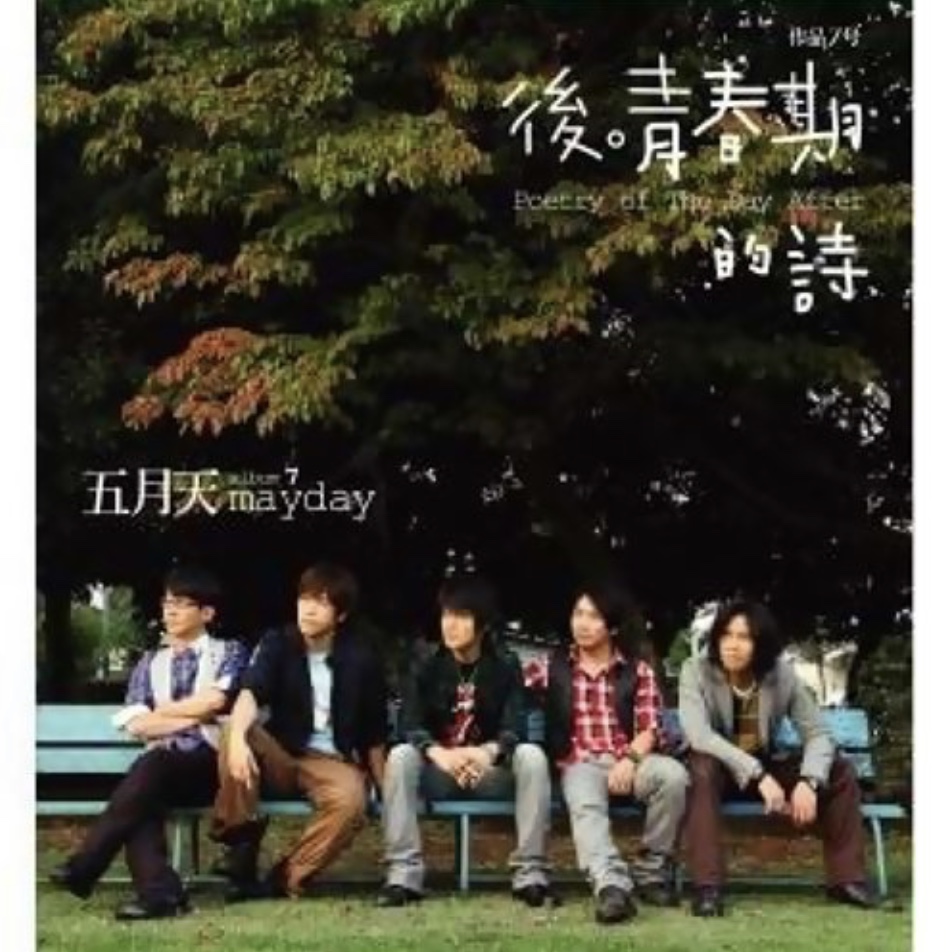 作品7号
後。青春期
Poetry of The Day After
的詩
五月天 album 7
mayday